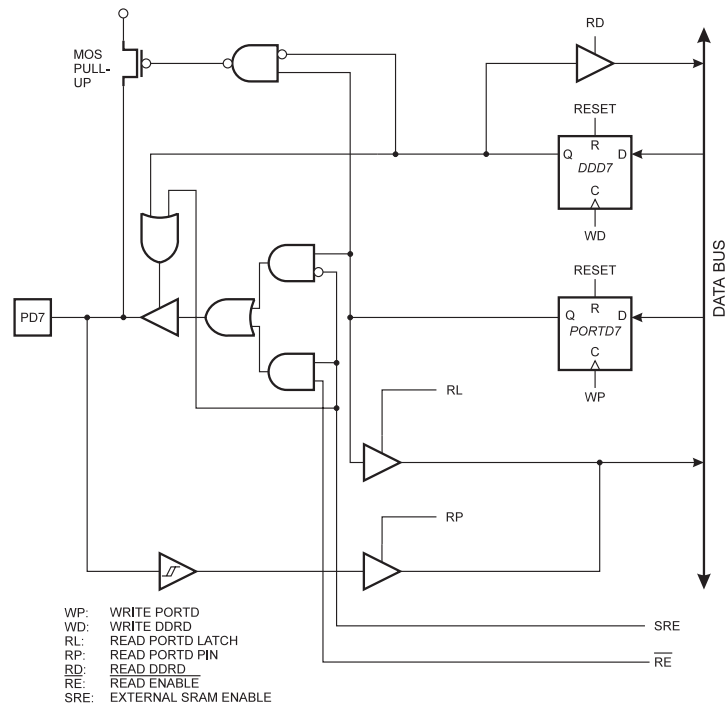 RD
MOS
PULL-
UP
RESET
R
Q
D
DDD7
C
WD
DATA BUS
RESET
R
Q
D
PD7
PORTD7
C
WP
RL
RP
WP: WRITE PORTD
WD: WRITE DDRD
RL: READ PORTD LATCH
RP: READ PORTD PIN
RD: READ DDRD
RE: READ ENABLE
SRE: EXTERNAL SRAM ENABLE
SRE
RE